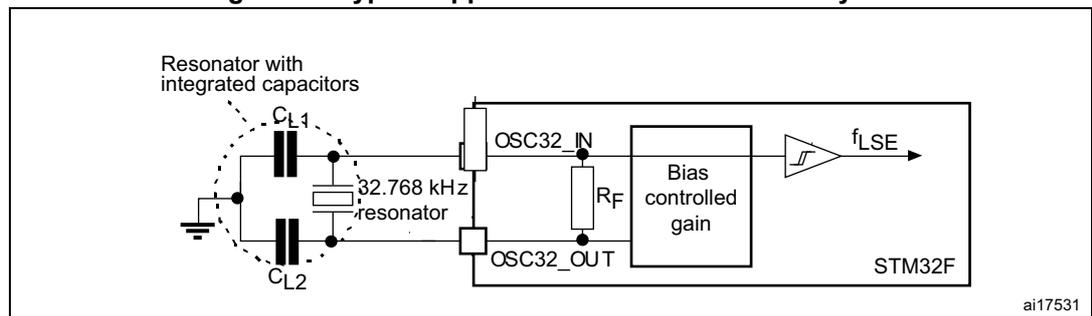 Resonator with
integrated capacitors
CL1
OSC32_IN
fLSE
Bias
controlled
gain
32.768 kHz
resonator
RF
OSC32_OUT
CL2
STM32F
ai17531